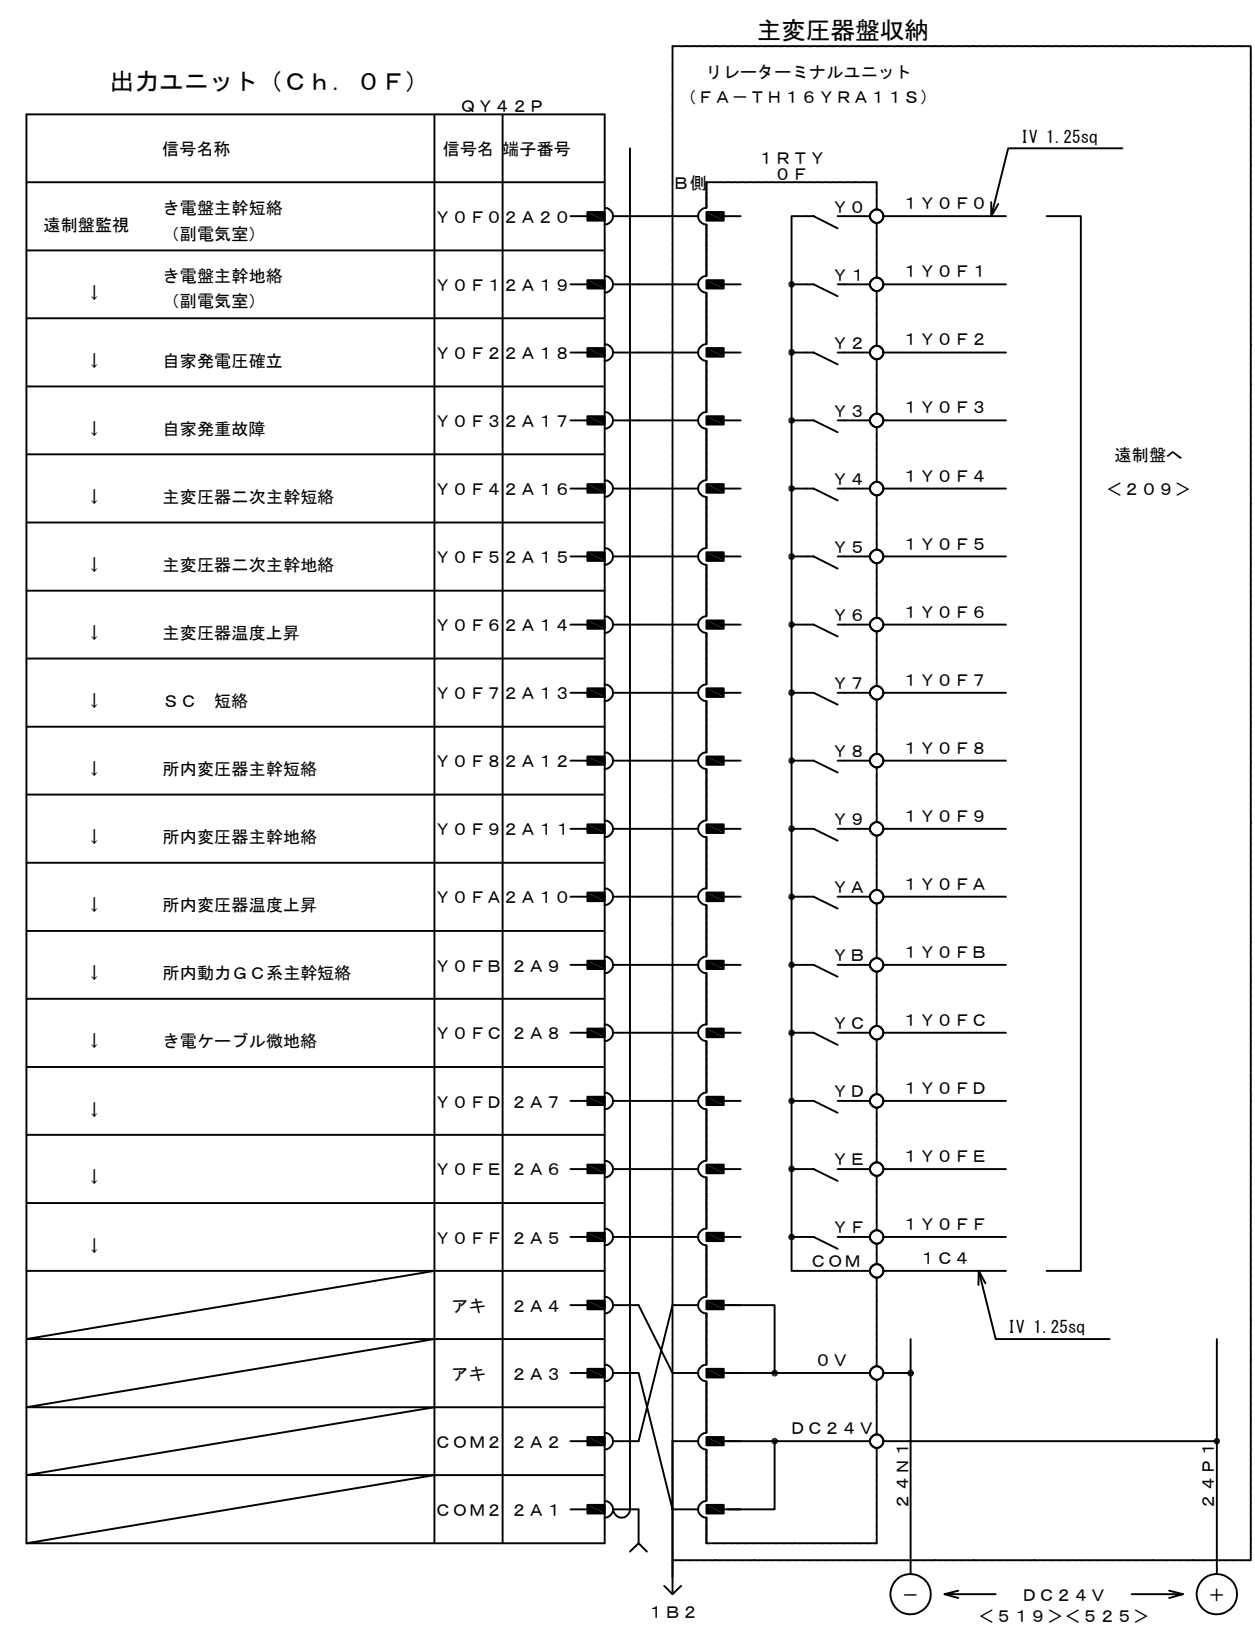 主変圧器盤収納
出力ユニット（Ｃｈ．０Ｆ）
リレーターミナルユニット
（ＦＡ－ＴＨ１６ＹＲＡ１１Ｓ）
ＱＹ４２Ｐ
信号名称 信号名 端子番号
IV 1.25sq
１ＲＴＹ
０Ｆ
Ｂ側
遠制盤監視 き電盤主幹短絡
（副電気室）
Ｙ０Ｆ０ ２Ａ２０ Ｙ０ １Ｙ０Ｆ０
↓ き電盤主幹地絡
（副電気室）
Ｙ０Ｆ１ ２Ａ１９ Ｙ１ １Ｙ０Ｆ１
↓ 自家発電圧確立 Ｙ０Ｆ２ ２Ａ１８ Ｙ２ １Ｙ０Ｆ２
↓ 自家発重故障 Ｙ０Ｆ３ ２Ａ１７ Ｙ３ １Ｙ０Ｆ３
遠制盤へ
＜２０９＞
↓ 主変圧器二次主幹短絡 Ｙ０Ｆ４ ２Ａ１６ Ｙ４ １Ｙ０Ｆ４
↓ 主変圧器二次主幹地絡 Ｙ０Ｆ５ ２Ａ１５ Ｙ５ １Ｙ０Ｆ５
↓ 主変圧器温度上昇 Ｙ０Ｆ６ ２Ａ１４ Ｙ６ １Ｙ０Ｆ６
↓ ＳＣ　短絡 Ｙ０Ｆ７ ２Ａ１３ Ｙ７ １Ｙ０Ｆ７
↓ 所内変圧器主幹短絡 Ｙ０Ｆ８ ２Ａ１２ Ｙ８ １Ｙ０Ｆ８
↓ 所内変圧器主幹地絡 Ｙ０Ｆ９ ２Ａ１１ Ｙ９ １Ｙ０Ｆ９
↓ 所内変圧器温度上昇 Ｙ０ＦＡ ２Ａ１０ ＹＡ １Ｙ０ＦＡ
↓ 所内動力ＧＣ系主幹短絡 Ｙ０ＦＢ ２Ａ９ ＹＢ １Ｙ０ＦＢ
↓ き電ケーブル微地絡 Ｙ０ＦＣ ２Ａ８ ＹＣ １Ｙ０ＦＣ
↓ Ｙ０ＦＤ ２Ａ７ ＹＤ １Ｙ０ＦＤ
↓ Ｙ０ＦＥ ２Ａ６ ＹＥ １Ｙ０ＦＥ
↓ Ｙ０ＦＦ ２Ａ５ ＹＦ １Ｙ０ＦＦ
ＣＯＭ １Ｃ４
アキ ２Ａ４
IV 1.25sq
アキ ２Ａ３ ０Ｖ
ＣＯＭ２ ２Ａ２ ＤＣ２４Ｖ
２４Ｎ１ ２４Ｐ１
ＣＯＭ２ ２Ａ１
１Ｂ２
－ ＤＣ２４Ｖ ＋
＜５１９＞＜５２５＞